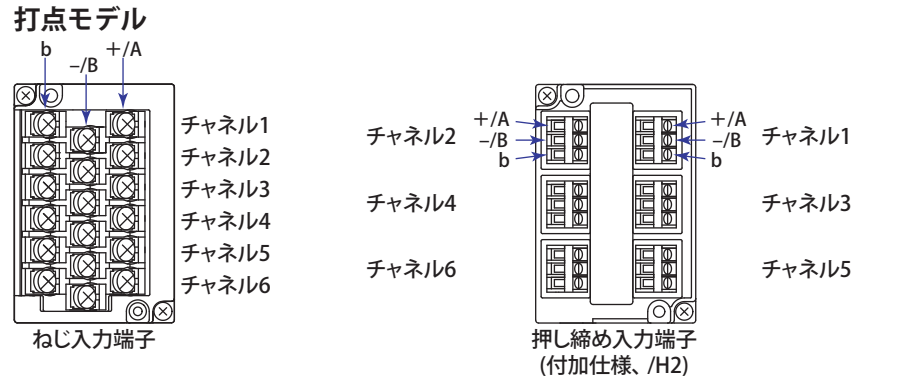 打点モデル
b
–/B
+/A
チャネル1
チャネル2
チャネル3
チャネル4
チャネル5
チャネル6
ねじ入力端子
チャネル2
+/A
–/B
b
+/A
–/B
b
チャネル1
チャネル4
チャネル3
チャネル6
チャネル5
押し締め入力端子
(付加仕様、/H2)